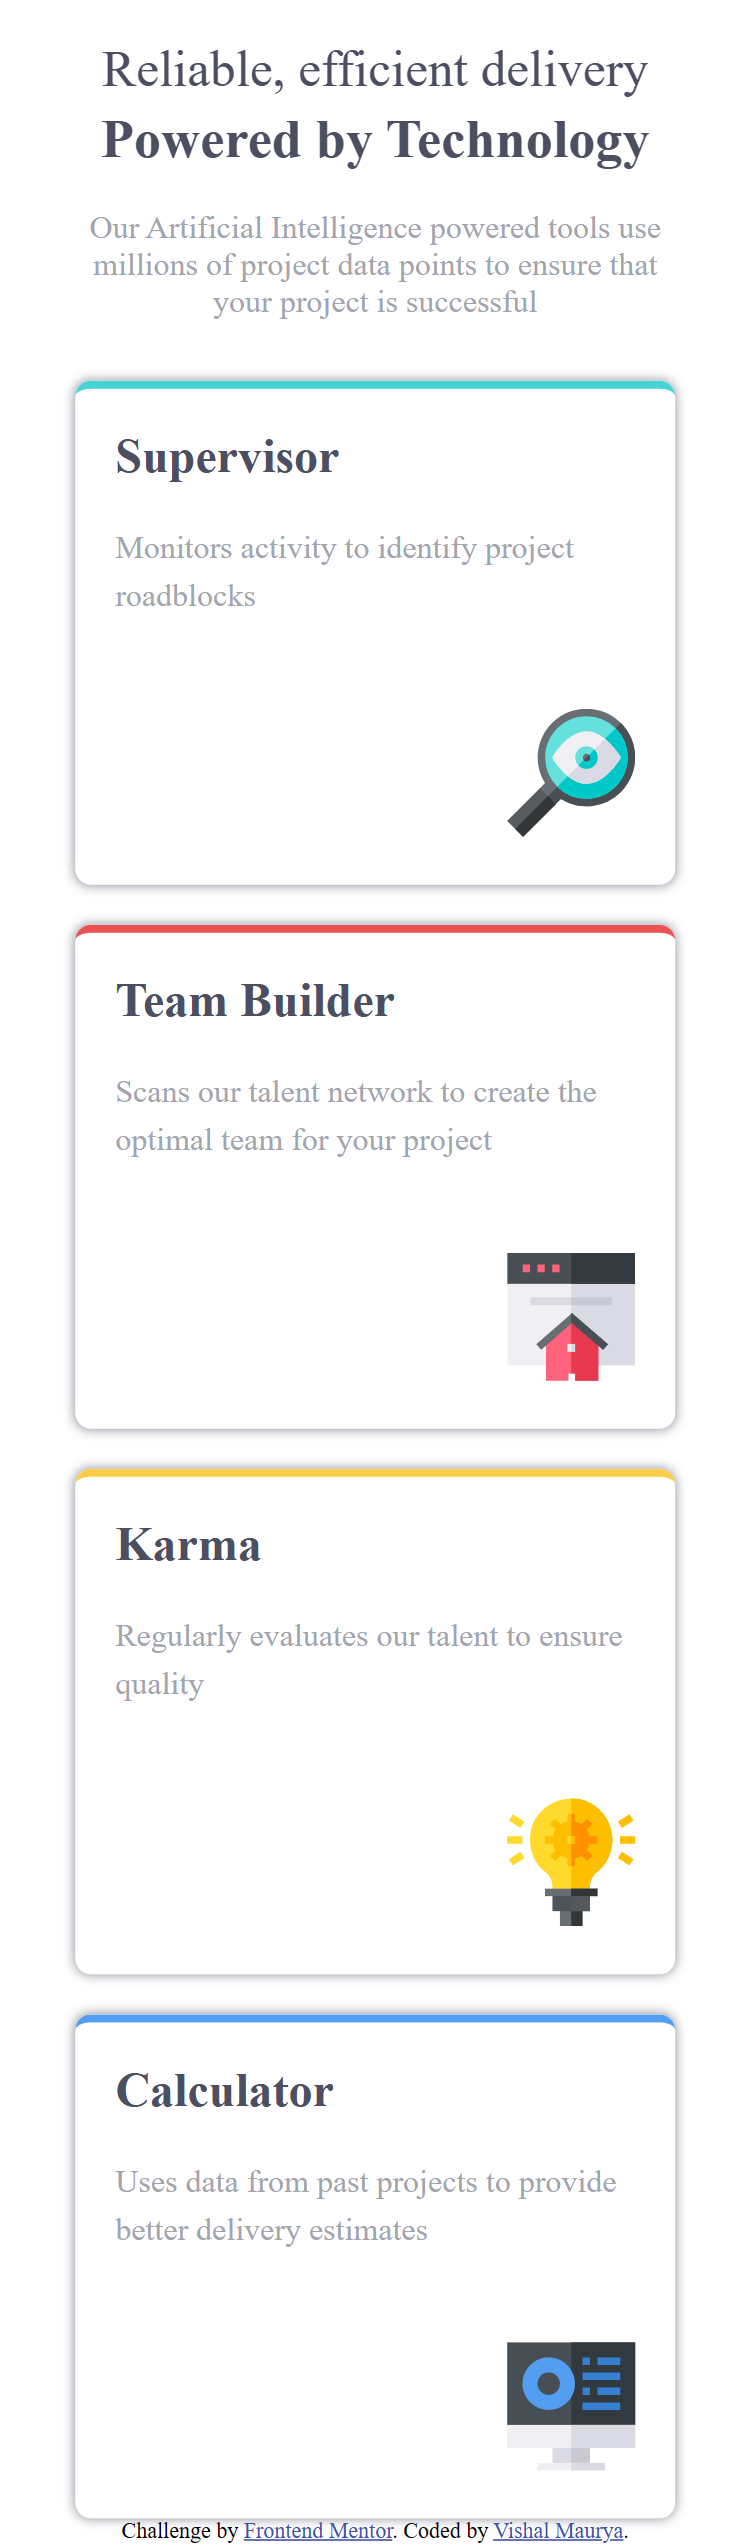 Reliable, efficient delivery
Powered by Technology
Our Artificial Intelligence powered tools use
millions of project data points to ensure that
your project is successful
Supervisor
Monitors activity to identify project
roadblocks
Team Builder
Scans our talent network to create the
optimal team for your project
Karma
Regularly evaluates our talent to ensure
quality
Calculator
Uses data from past projects to provide
better delivery estimates
Challenge by Frontend Mentor. Coded by Vishal Maurya.